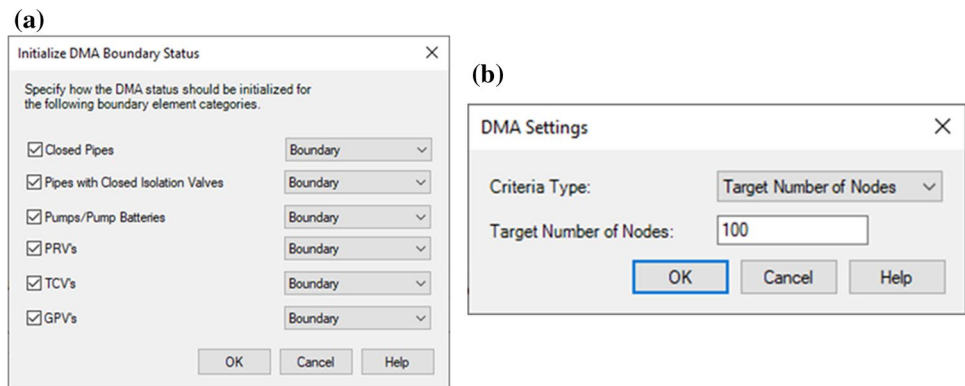 (a)
Initialize DMA Boundary Status
Specify how the DMA status should be initialized for
the following boundary element categories.
Closed Pipes Boundary
Pipes with Closed Isolation Valves Boundary
Pumps/Pump Batteries Boundary
PRV's Boundary
TCV's Boundary
GPV's Boundary
OK Cancel Help
(b)
DMA Settings
Criteria Type: Target Number of Nodes
Target Number of Nodes: 100
OK Cancel Help